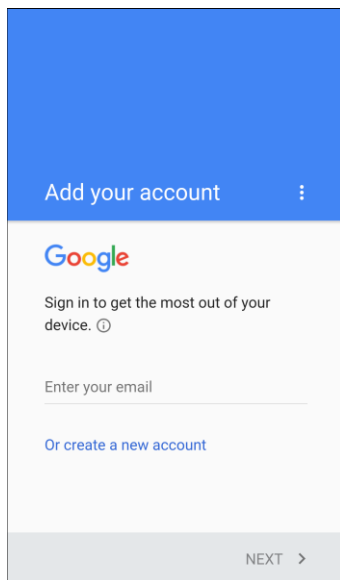 Add your account
Google
Sign in to get the most out of your
device.
Enter your email
Or create a new account
NEXT